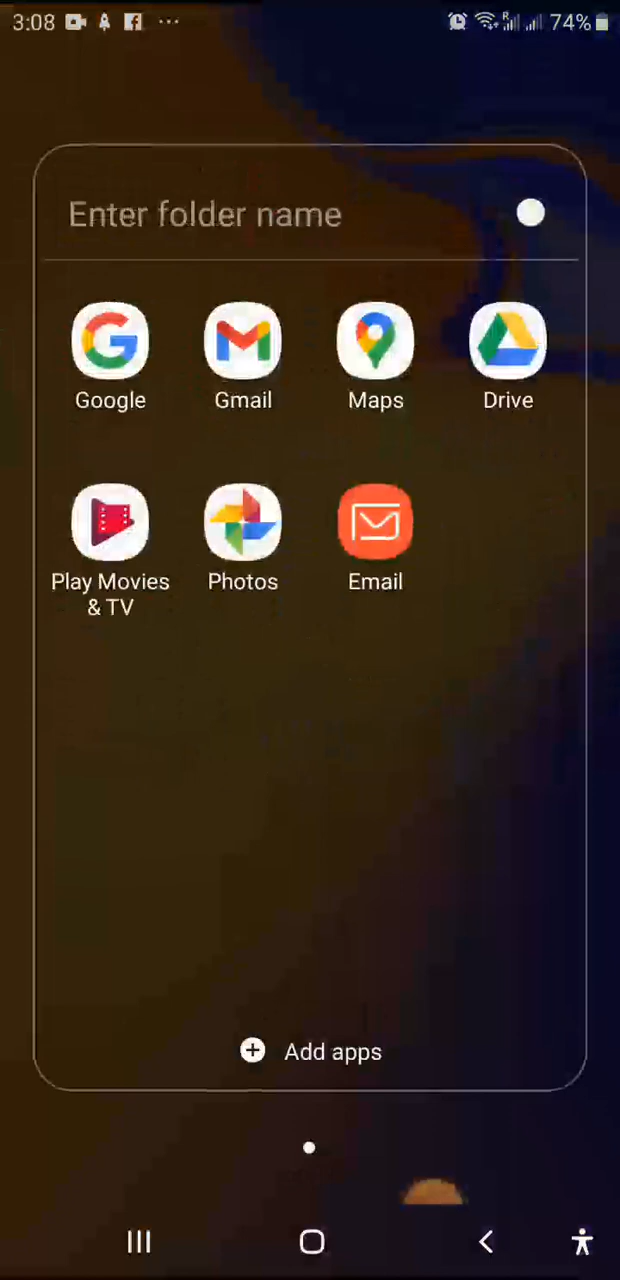 3:08 74%
Enter folder name
Google Gmail Maps Drive
Play Movies Photos Email
& TV
Add apps